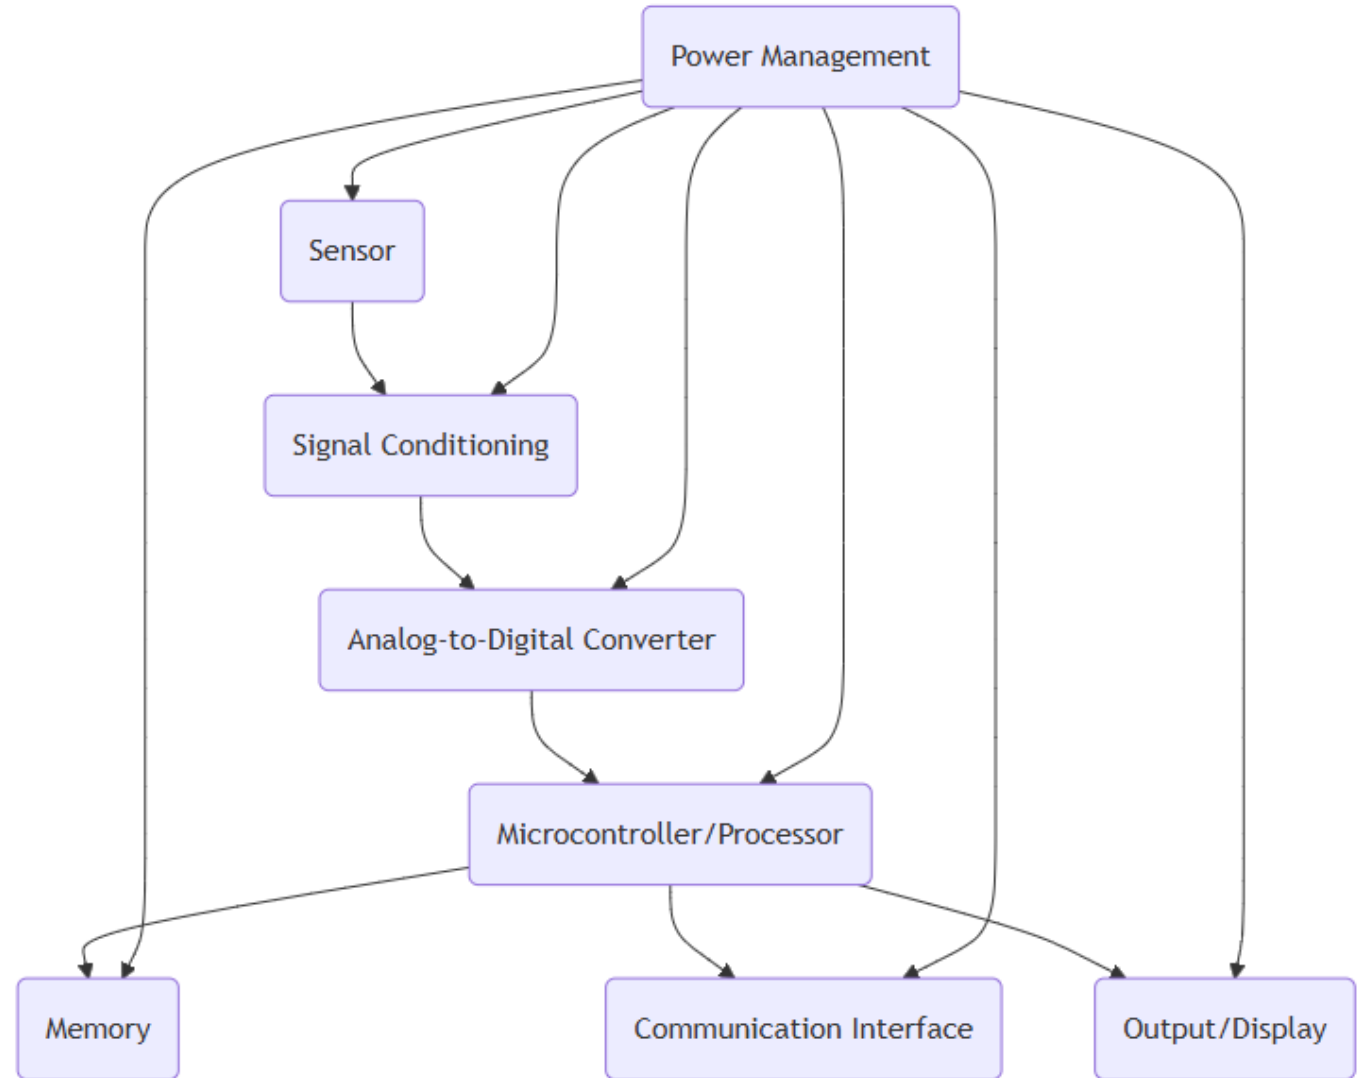 Power Management
Sensor
Signal Conditioning
Analog-to-Digital Converter
Microcontroller/Processor
Memory
Communication Interface
Output/Display